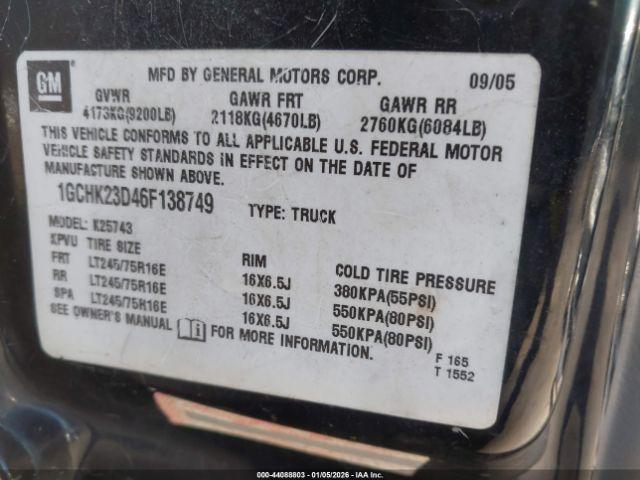 GM
MFD BY GENERAL MOTORS CORP. 09/05
GVWR GAWR FRT GAWR RR
4173KG(9200LB) 2118KG(4670LB) 2760KG(6084LB)
THIS VEHICLE CONFORMS TO ALL APPLICABLE U.S. FEDERAL MOTOR
VEHICLE SAFETY STANDARDS IN EFFECT ON THE DATE OF
MANUFACTURE SHOWN ABOVE.
1GCHK23D46F138749 TYPE: TRUCK
MODEL: K25743
KPVU TIRE SIZE RIM COLD TIRE PRESSURE
FRT LT245/75R16E 16X6.5J 380KPA(55PSI)
RR LT245/75R16E 16X6.5J 550KPA(80PSI)
SPA LT245/75R16E 16X6.5J 550KPA(80PSI)
SEE OWNER'S MANUAL FOR MORE INFORMATION.
F 165
T 1552
000-44088803 - 01/05/2026 - IAAI.COM